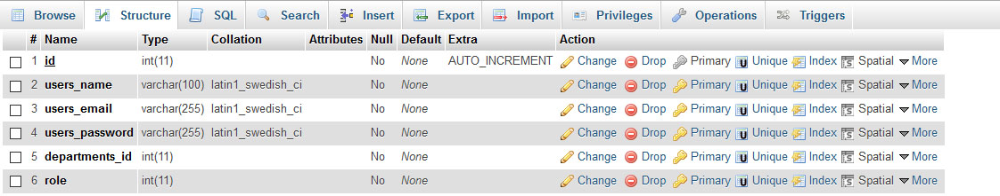 Browse Structure SQL Search Insert Export Import Privileges Operations Triggers
# Name Type Collation Attributes Null Default Extra Action
1 id int(11) No None AUTO_INCREMENT Change Drop Primary Unique Index Spatial More
2 users_name varchar(100) latin1_swedish_ci No None Change Drop Primary Unique Index Spatial More
3 users_email varchar(255) latin1_swedish_ci No None Change Drop Primary Unique Index Spatial More
4 users_password varchar(255) latin1_swedish_ci No None Change Drop Primary Unique Index Spatial More
5 departments_id int(11) No None Change Drop Primary Unique Index Spatial More
6 role int(11) No None Change Drop Primary Unique Index Spatial More